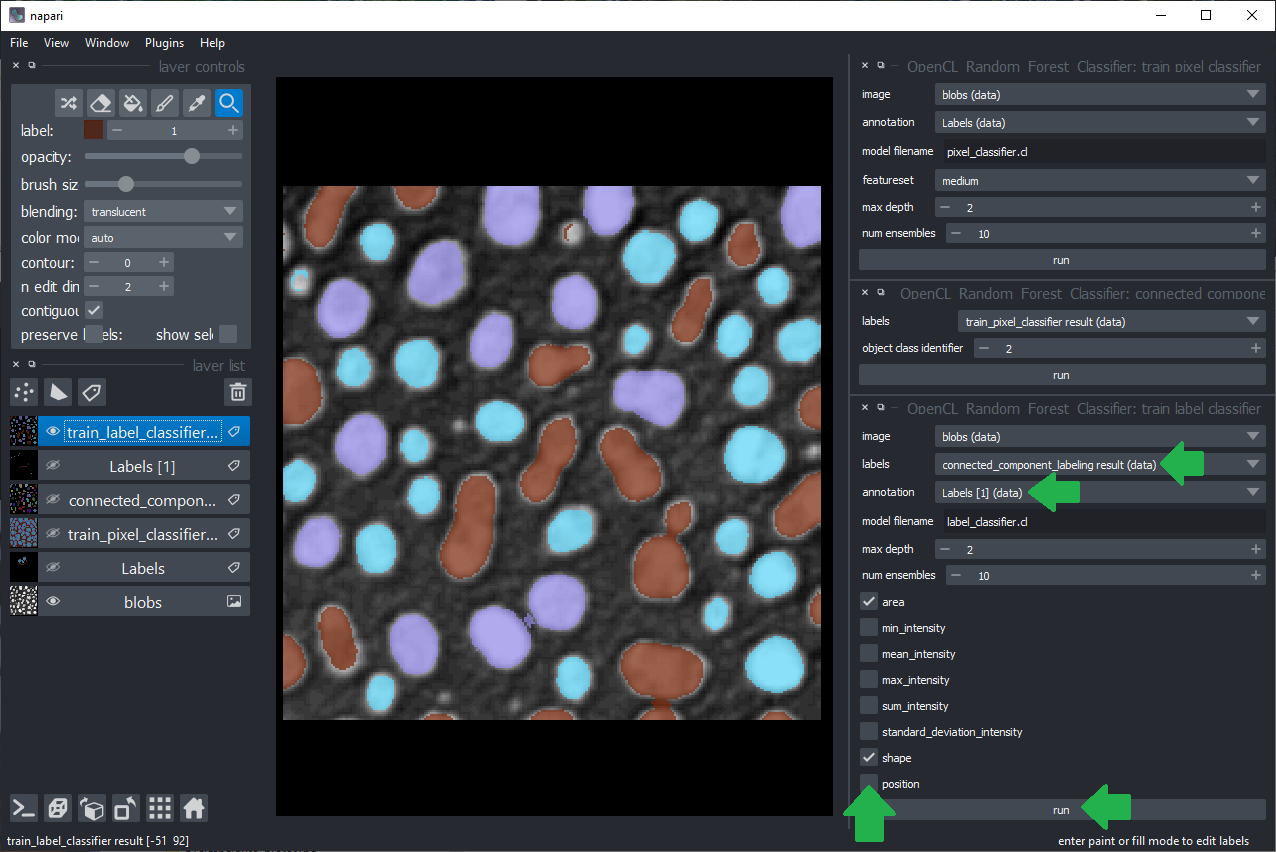 napari
File View Window Plugins Help
layer controls
label: 1
opacity:
brush siz
blending: translucent
color mo auto
contour: 0
n edit din 2
contiguou
preserve l els: show sel
layer list
train_label_classifier...
Labels [1]
connected_compon...
train_pixel_classifier...
Labels
blobs
train_label_classifier result [-51 92]
OpenCL Random Forest Classifier: train pixel classifier
image blobs (data)
annotation Labels (data)
model filename pixel_classifier.cl
featureset medium
max depth 2
num ensembles 10
run
OpenCL Random Forest Classifier: connected compone
labels train_pixel_classifier result (data)
object class identifier 2
run
OpenCL Random Forest Classifier: train label classifier
image blobs (data)
labels connected_component_labeling result (data)
annotation Labels [1] (data)
model filename label_classifier.cl
max depth 2
num ensembles 10
area
min_intensity
mean_intensity
max_intensity
sum_intensity
standard_deviation_intensity
shape
position
run
enter paint or fill mode to edit labels